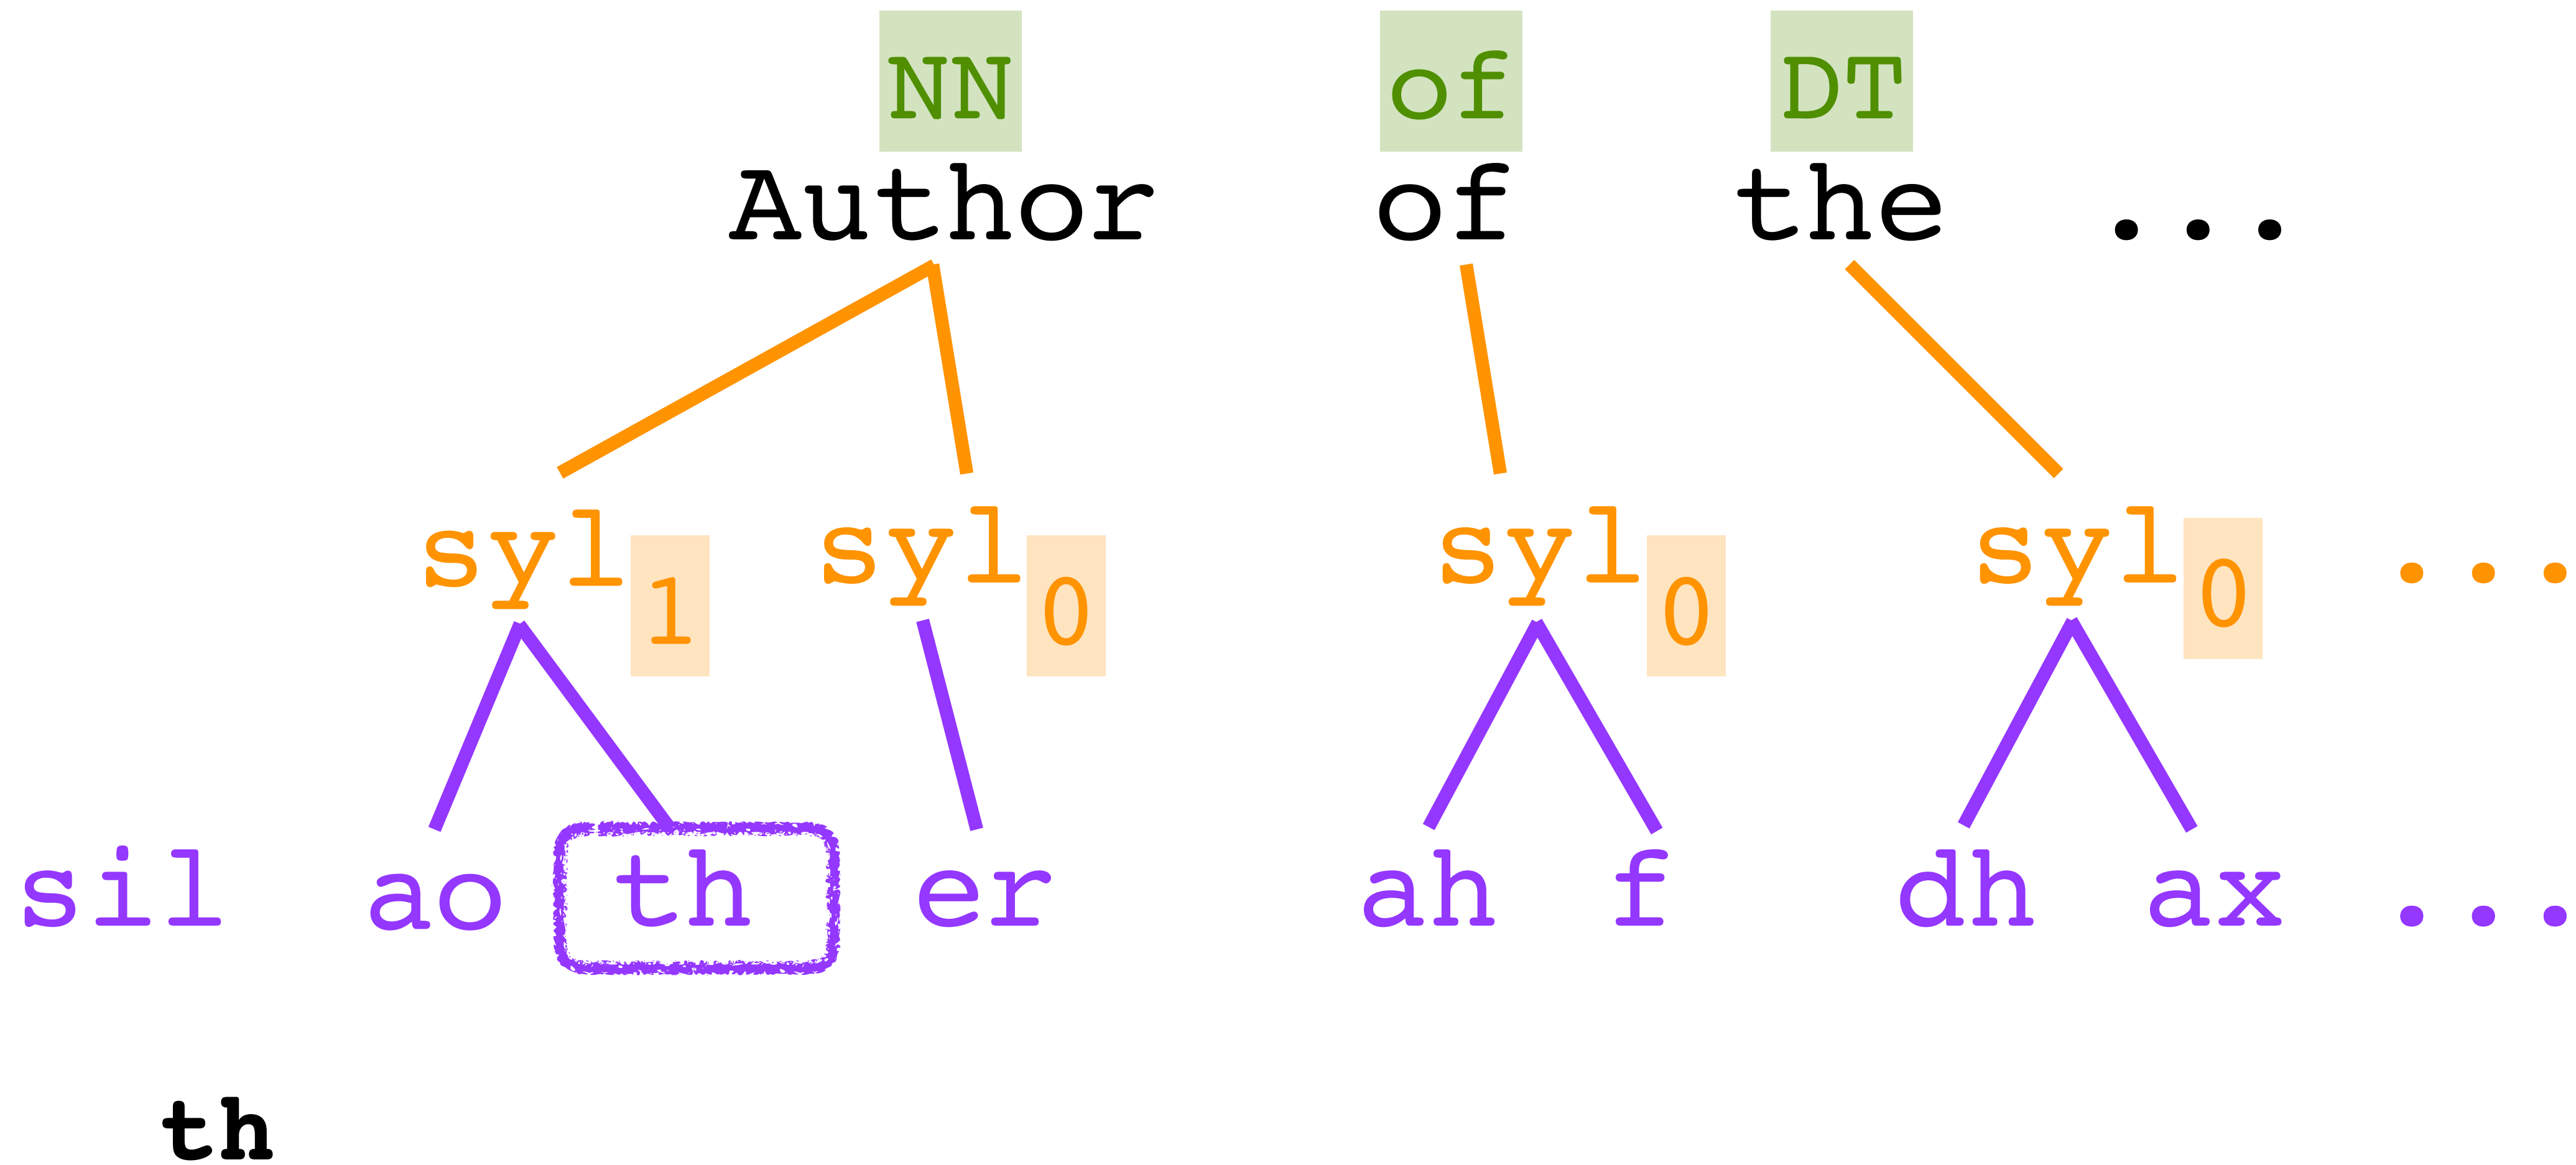 NN of DT
Author of the ...
syl1 syl0 syl0 syl0 ...
sil ao th er ah f dh ax ...
th